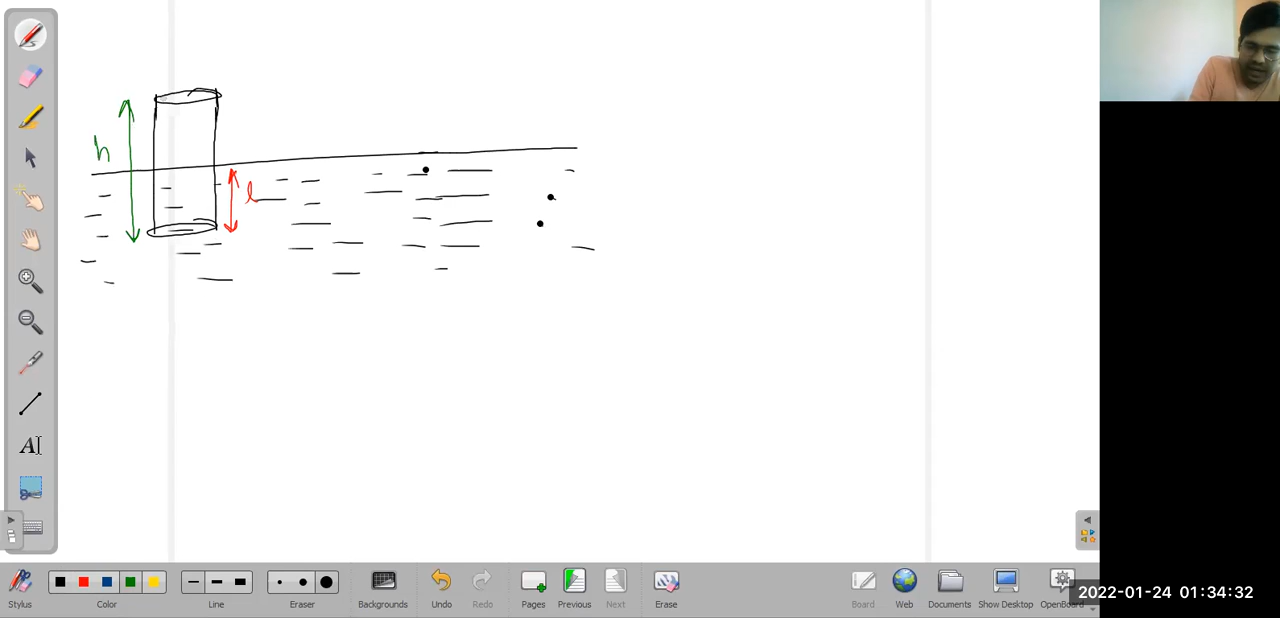 h
l
A
Stylus
Color
Line
Eraser
Backgrounds
Undo
Redo
Pages
Previous
Next
Erase
Board
Web
Documents
Show Desktop
OpenBoard
2022-01-24 01:34:32